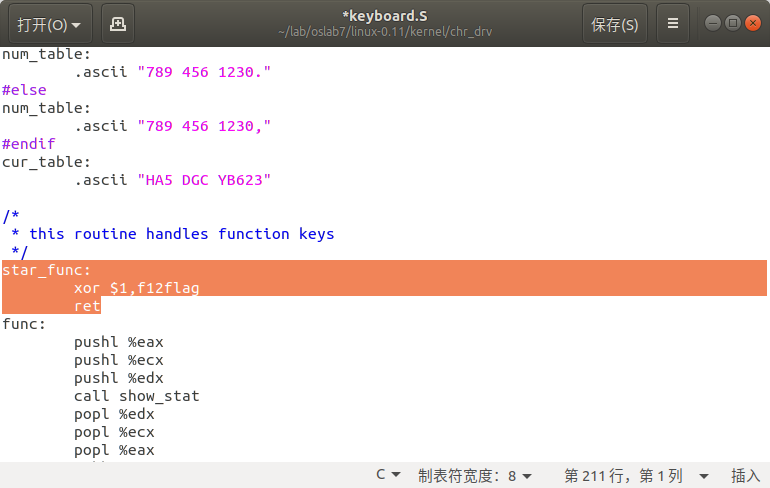 打开(O)
*keyboard.S
~/lab/oslab7/linux-0.11/kernel/chr_drv
保存(S)
num_table:
        .ascii "789 456 1230."
#else
num_table:
        .ascii "789 456 1230,"
#endif
cur_table:
        .ascii "HA5 DGC YB623"
/*
 * this routine handles function keys
 */
star_func:
        xor $1,f12flag
        ret
func:
        pushl %eax
        pushl %ecx
        pushl %edx
        call show_stat
        popl %edx
        popl %ecx
        popl %eax
C
制表符宽度：8
第 211 行，第 1 列
插入